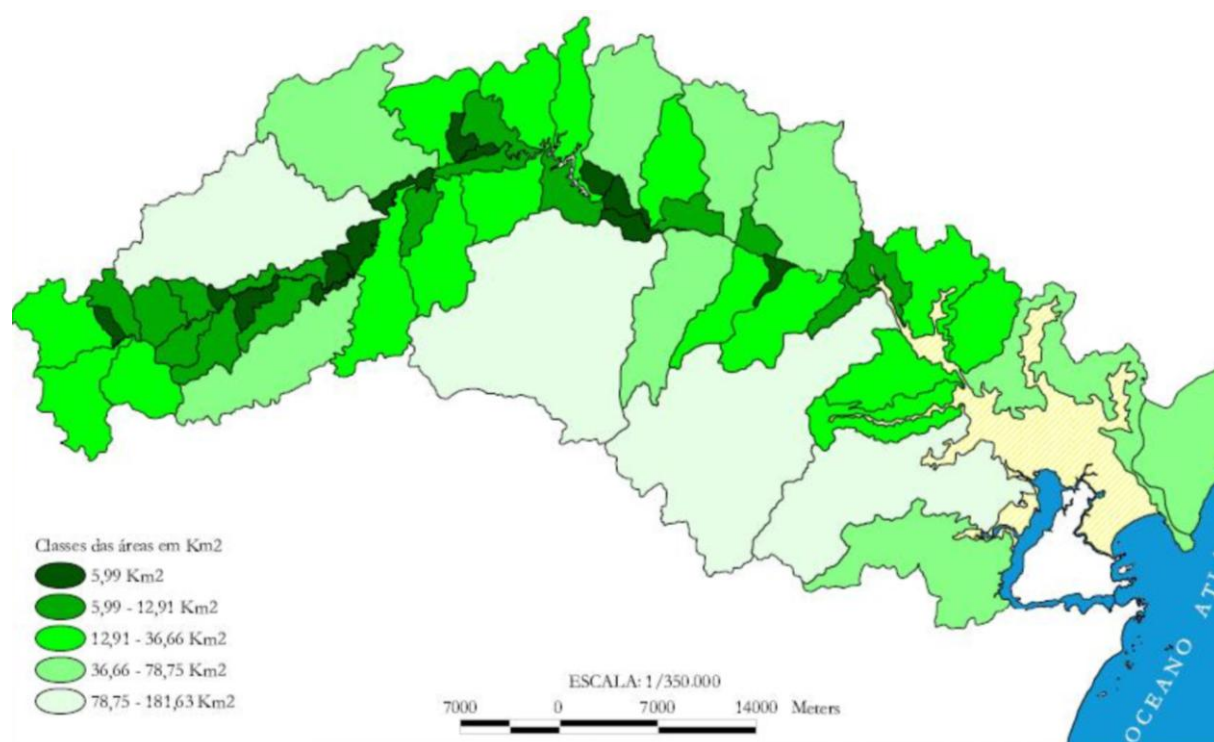 Classes das áreas em Km2
5,99 Km2
5,99 - 12,91 Km2
12,91 - 36,66 Km2
36,66 - 78,75 Km2
78,75 - 181,63 Km2
ESCALA: 1/350.000
7000 0 7000 14000 Meters
OCEANO